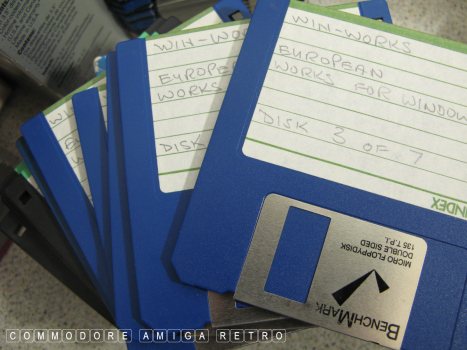 WIN-WORKS
EUROPEAN
WORKS FOR WINDOW
DISK 3 OF 7
INDEX
MICRO FLOPPYDISK
DOUBLE SIDED
135 T.P.I.
BENCHMARK
WIN-WO
EUROPE
WORKS
DISK
COMMODORE AMIGA RETRO